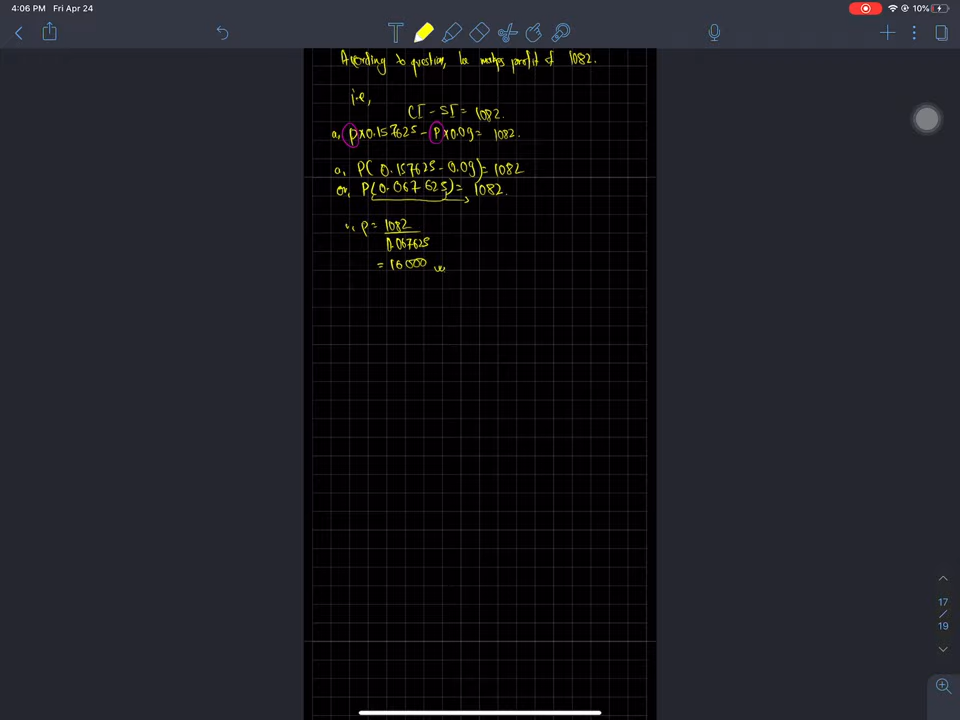 4:06 PM Fri Apr 24
10%
According to question, he makes profit of 1082.
i.e,
CI - SI = 1082.
a, P×0.157625 - P×0.09 = 1082.
a, P( 0.157625 - 0.09) = 1082
or, P(0.067625) = 1082.
P = 1082
0.067625
= 16000
17
/
19